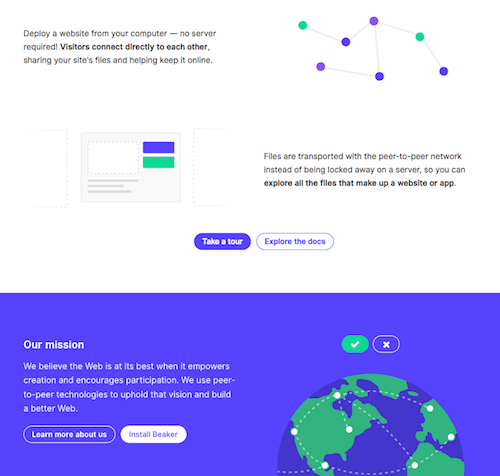 Deploy a website from your computer — no server
required! Visitors connect directly to each other,
sharing your site's files and helping keep it online.
Files are transported with the peer-to-peer network
instead of being locked away on a server, so you can
explore all the files that make up a website or app.
Take a tour
Explore the docs
Our mission
We believe the Web is at its best when it empowers
creation and encourages participation. We use peer-
to-peer technologies to uphold that vision and build
a better Web.
Learn more about us
Install Beaker